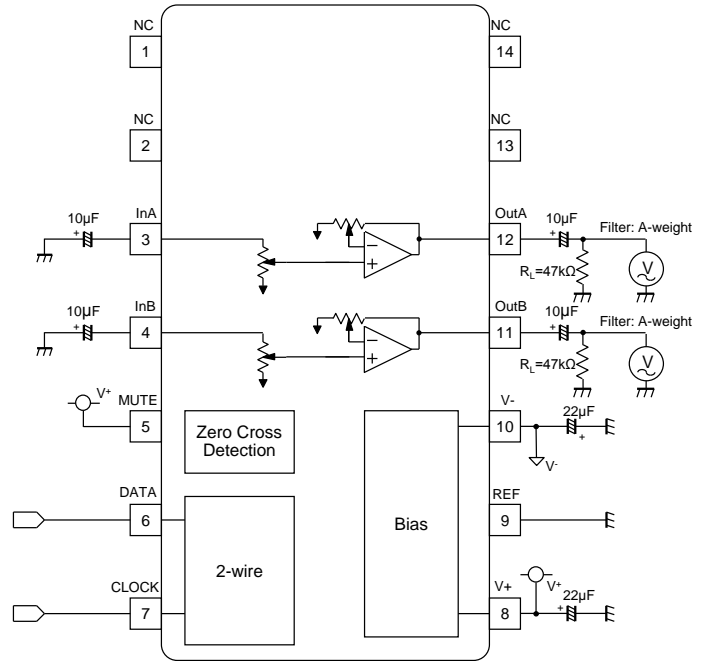 NC
1
NC
14
NC
2
NC
13
10µF
+
InA
3
OutA
12
10µF
+
Filter: A-weight
−
+
RL=47kΩ
V
10µF
+
InB
4
OutB
11
10µF
+
Filter: A-weight
−
+
RL=47kΩ
V
V+
MUTE
5
Zero Cross
Detection
V-
10
22µF
+
V-
DATA
6
REF
9
Bias
2-wire
CLOCK
7
V+
8
V+
22µF
+